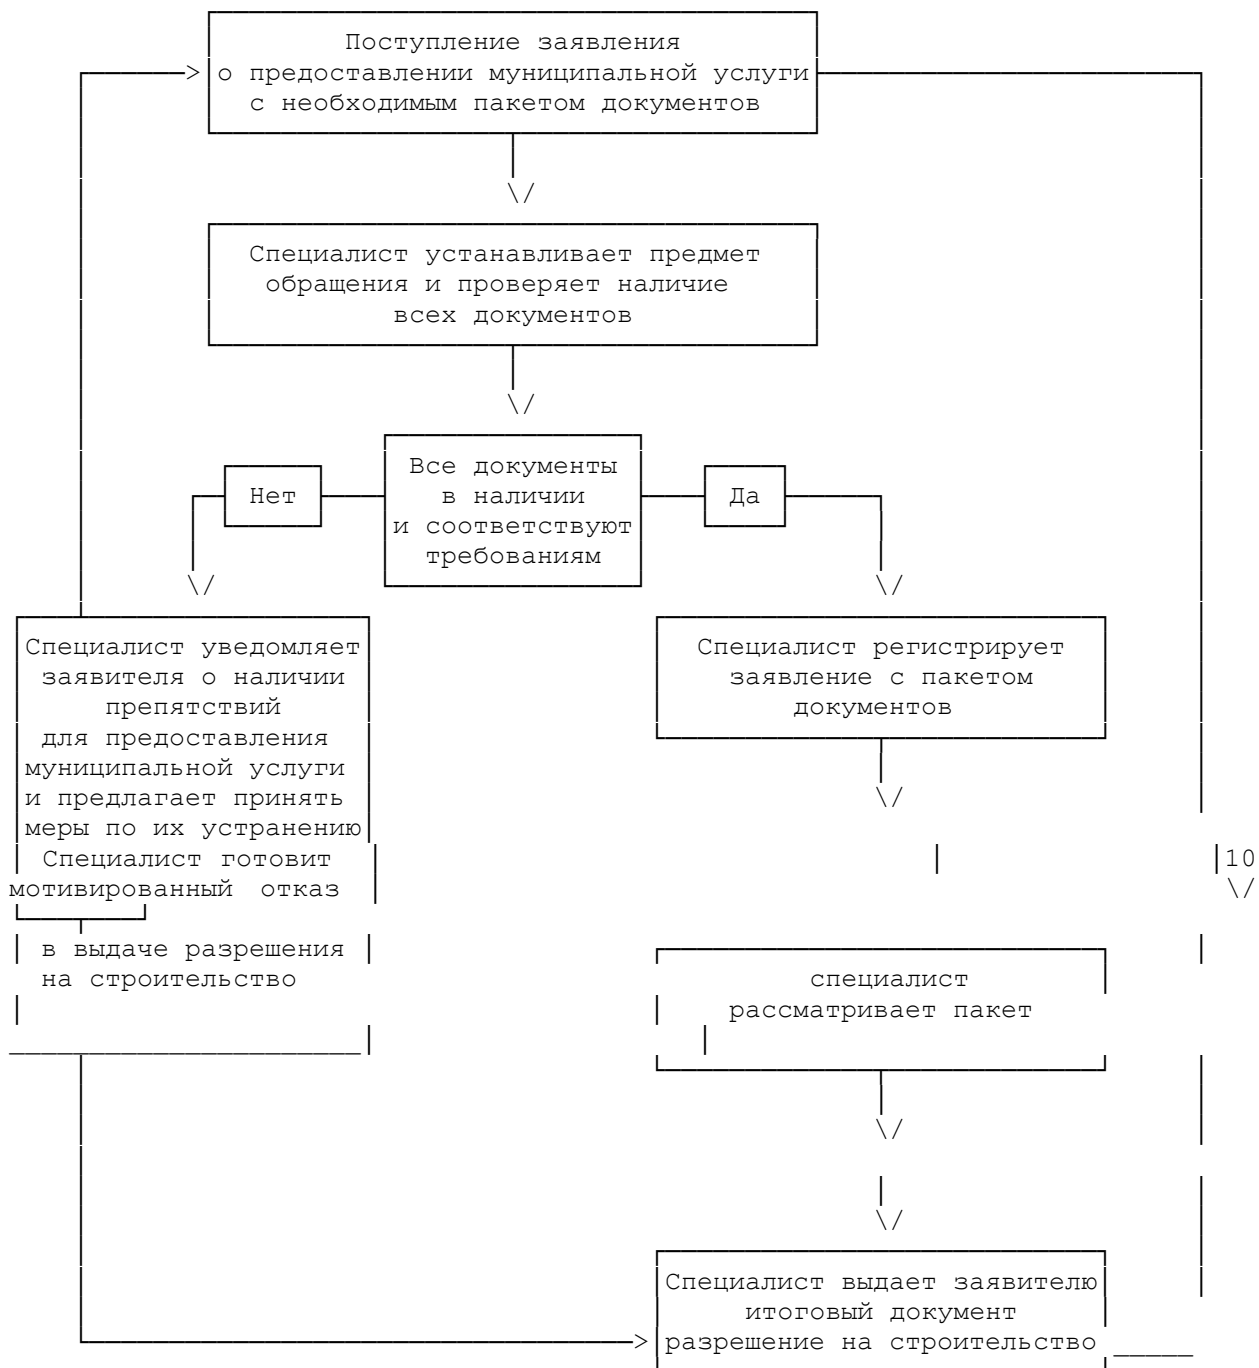 Поступление заявления
о предоставлении муниципальной услуги
с необходимым пакетом документов
Специалист устанавливает предмет
обращения и проверяет наличие
всех документов
Все документы
в наличии
и соответствуют
требованиям
Нет
Да
Специалист уведомляет
заявителя о наличии
препятствий
для предоставления
муниципальной услуги
и предлагает принять
меры по их устранению
Специалист готовит
мотивированный отказ
в выдаче разрешения
на строительство
Специалист регистрирует
заявление с пакетом
документов
10
специалист
рассматривает пакет
Специалист выдает заявителю
итоговый документ
разрешение на строительство